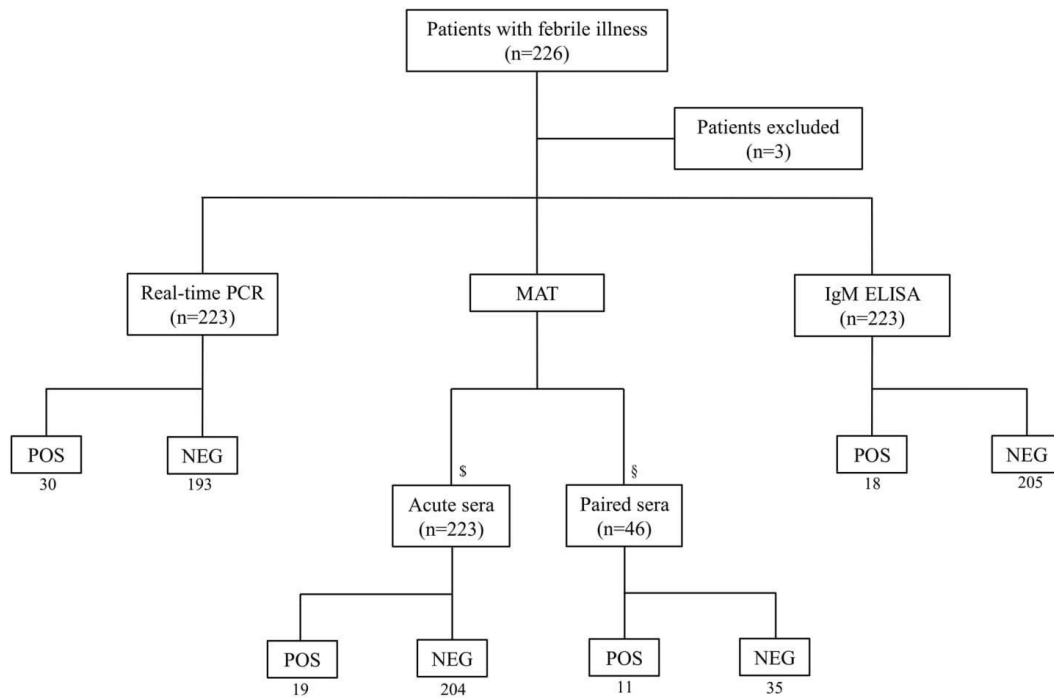 Patients with febrile illness
(n=226)
Patients excluded
(n=3)
Real-time PCR
(n=223)
MAT
IgM ELISA
(n=223)
POS
30
NEG
193
POS
18
NEG
205
$
Acute sera
(n=223)
§
Paired sera
(n=46)
POS
19
NEG
204
POS
11
NEG
35